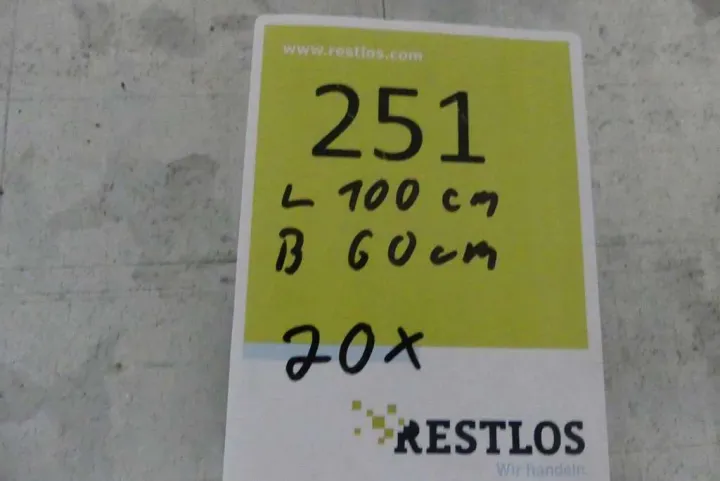 www.restlos.com
251
L 100 cm
B 60 cm
20x
RESTLOS
Wir handeln.